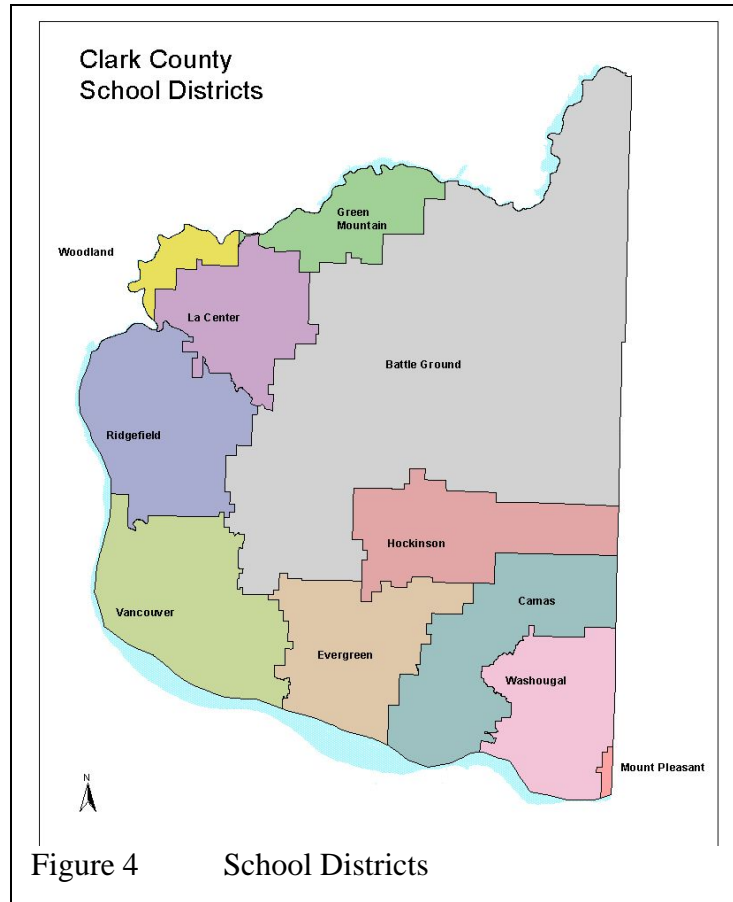 Clark County
School Districts
Green
Mountain
Woodland
La Center
Battle Ground
Ridgefield
Hockinson
Camas
Vancouver
Evergreen
Washougal
Mount Pleasant
N
Figure 4 School Districts